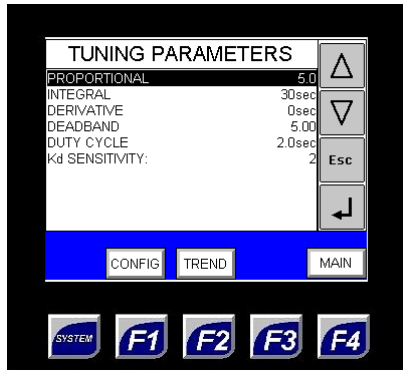 TUNING PARAMETERS
PROPORTIONAL 5.0
INTEGRAL 30sec
DERIVATIVE 0sec
DEADBAND 5.00
DUTY CYCLE 2.0sec
Kd SENSITIVITY: 2
Esc
CONFIG TREND MAIN
SYSTEM F1 F2 F3 F4